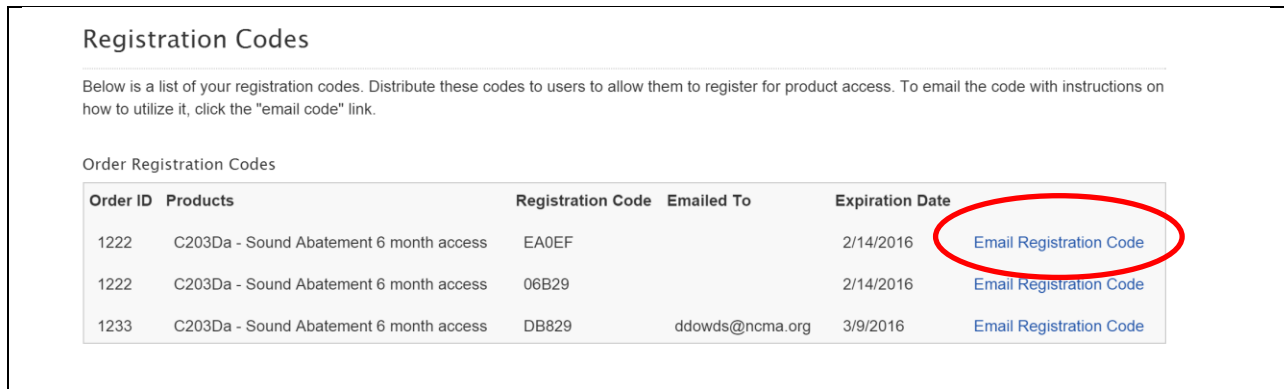 Registration Codes
Below is a list of your registration codes. Distribute these codes to users to allow them to register for product access. To email the code with instructions on
how to utilize it, click the "email code" link.
Order Registration Codes
Order ID Products Registration Code Emailed To Expiration Date
1222 C203Da - Sound Abatement 6 month access EA0EF 2/14/2016 Email Registration Code
1222 C203Da - Sound Abatement 6 month access 06B29 2/14/2016 Email Registration Code
1233 C203Da - Sound Abatement 6 month access DB829 ddowds@ncma.org 3/9/2016 Email Registration Code